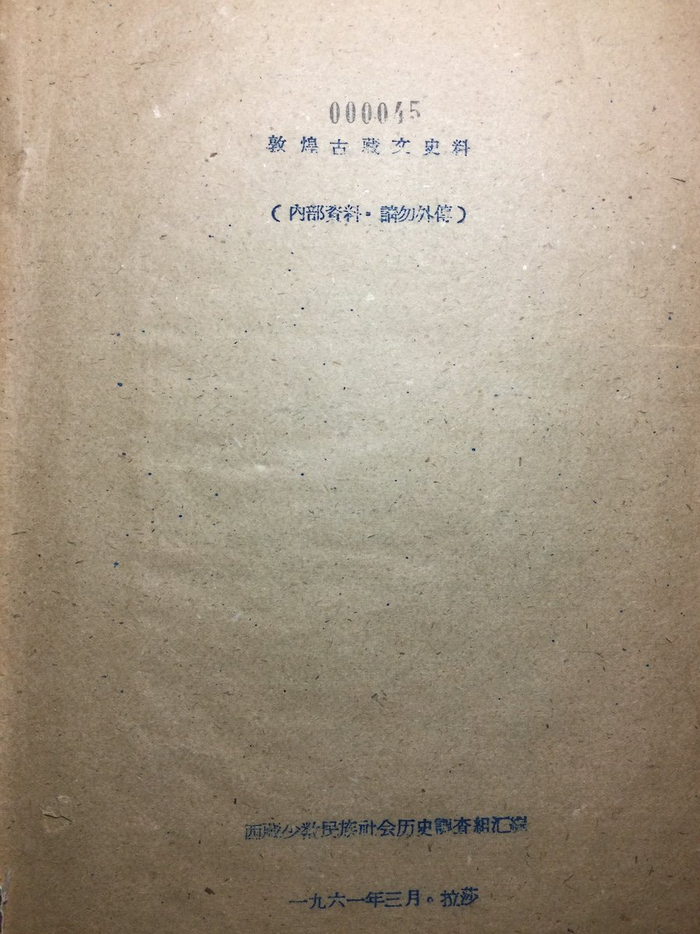 000045
敦煌古藏文史料
（內部資料·請勿外傳）
西藏少数民族社会历史調查組汇編
一九六一年三月。拉莎